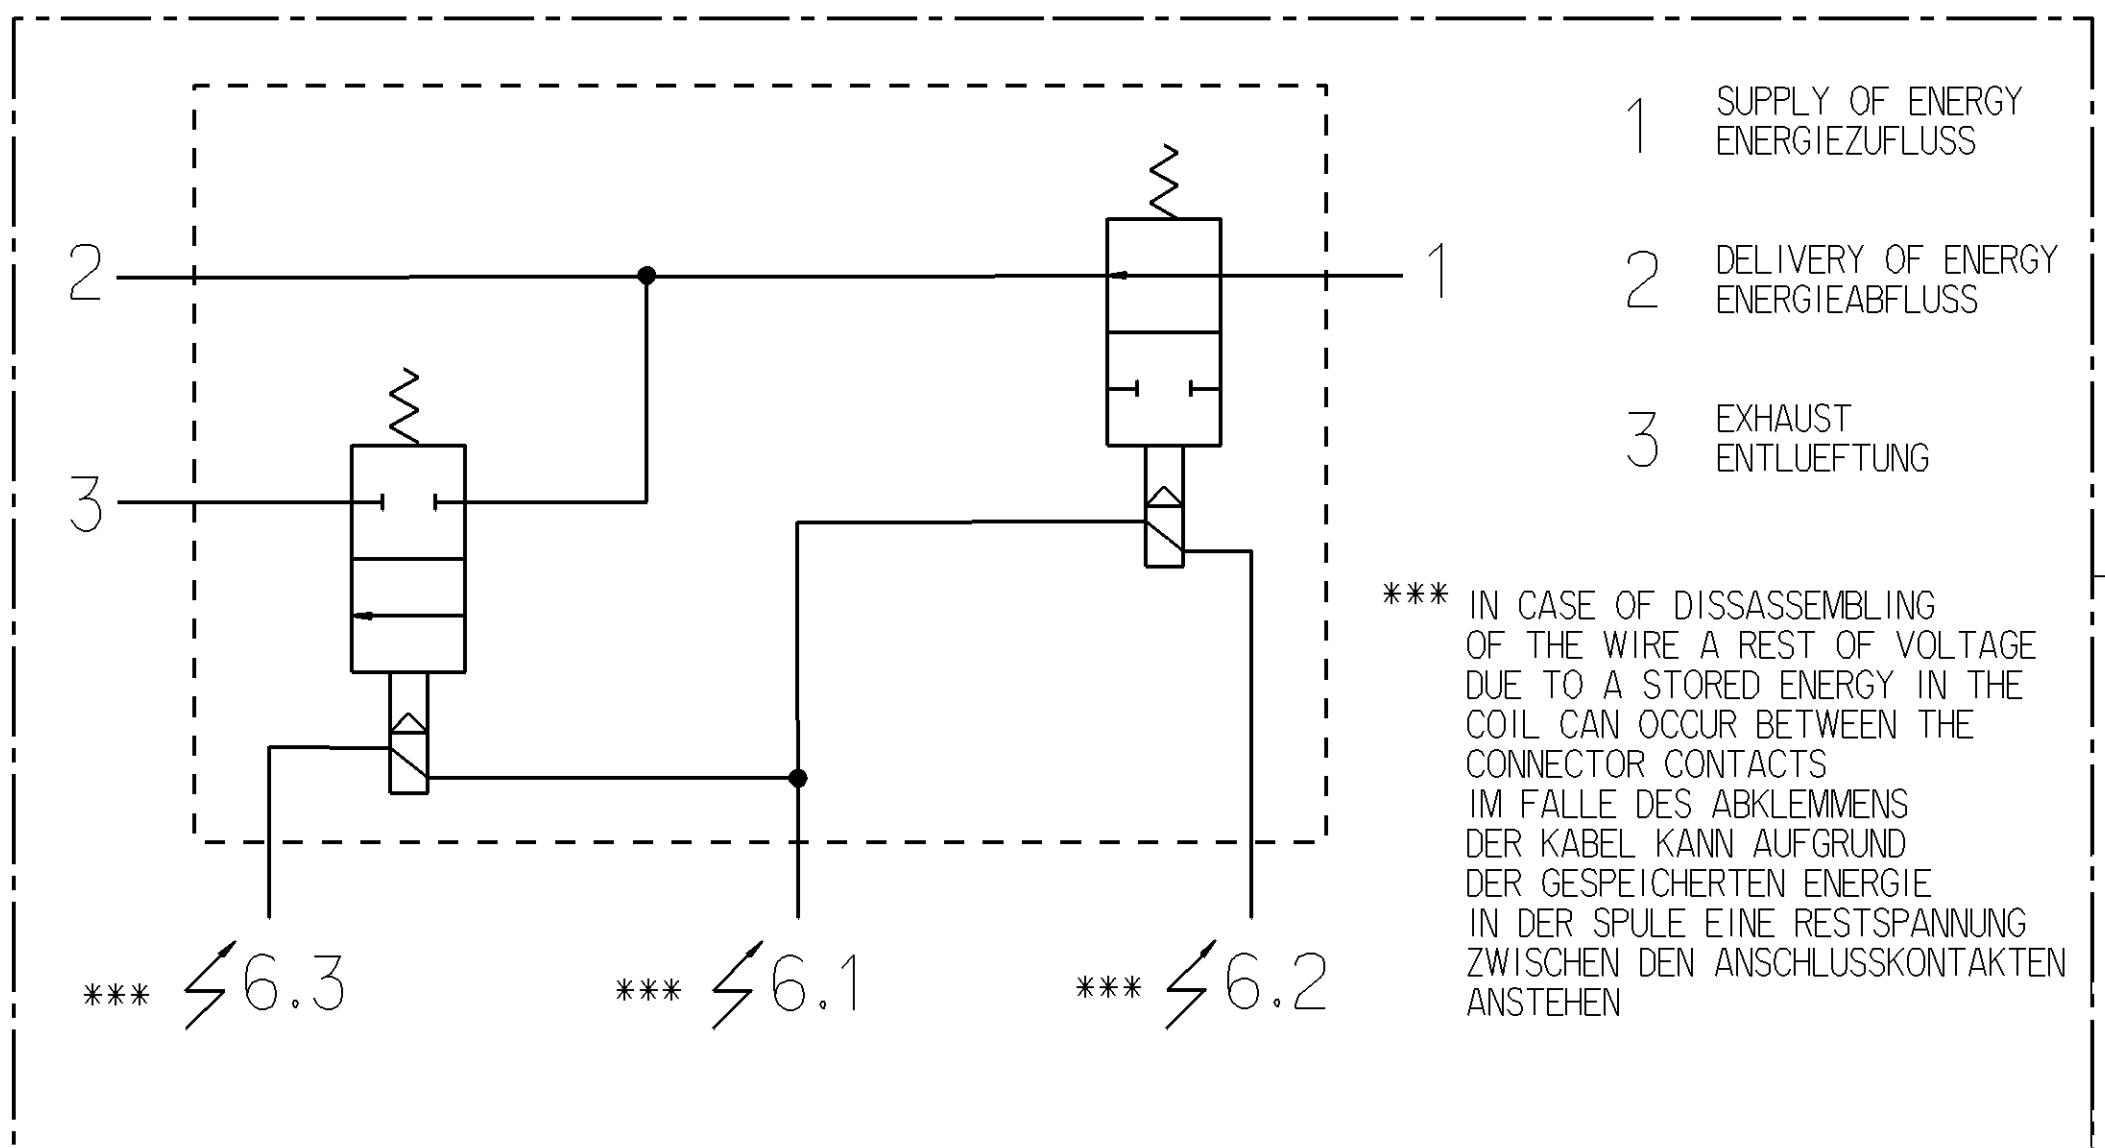 1 SUPPLY OF ENERGY
ENERGIEZUFLUSS
2 1
2 DELIVERY OF ENERGY
ENERGIEABFLUSS
3
3 EXHAUST
ENTLUEFTUNG
*** IN CASE OF DISSASSEMBLING
OF THE WIRE A REST OF VOLTAGE
DUE TO A STORED ENERGY IN THE
COIL CAN OCCUR BETWEEN THE
CONNECTOR CONTACTS
IM FALLE DES ABKLEMMENS
DER KABEL KANN AUFGRUND
DER GESPEICHERTEN ENERGIE
IN DER SPULE EINE RESTSPANNUNG
ZWISCHEN DEN ANSCHLUSSKONTAKTEN
ANSTEHEN
*** 6.3 *** 6.1 *** 6.2